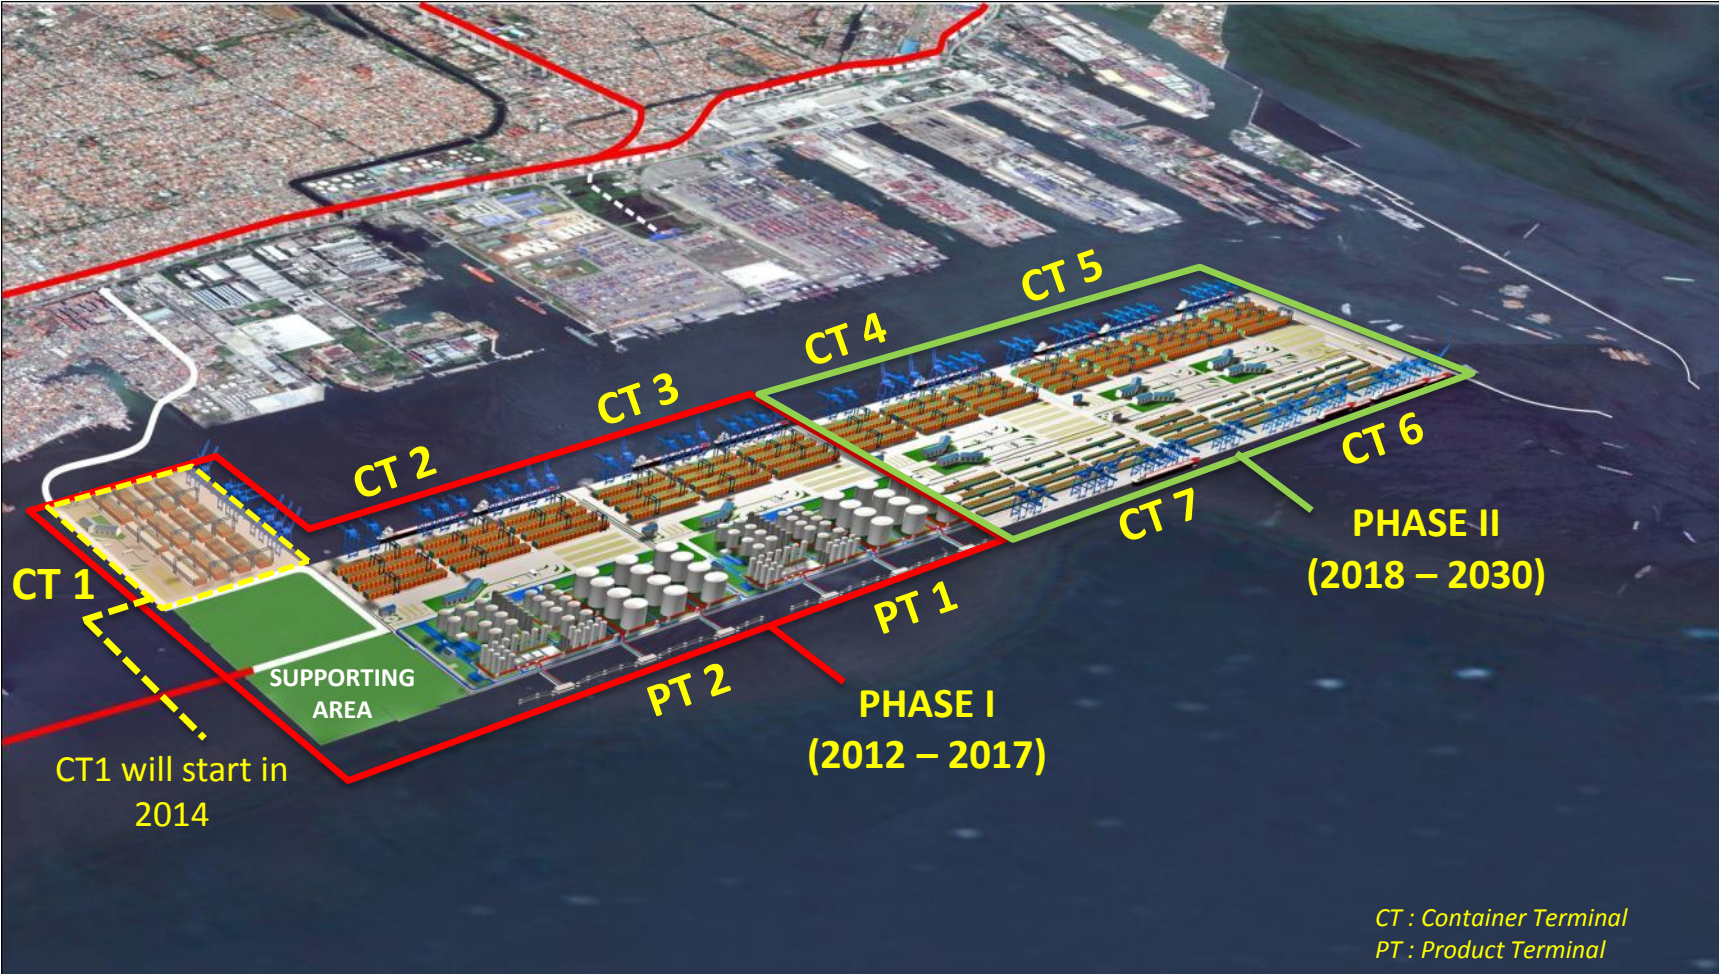 CT 5
CT 4
CT 3
CT 2
CT 6
CT 7
PHASE II
(2018 – 2030)
CT 1
PT 1
SUPPORTING
AREA
PT 2
PHASE I
(2012 – 2017)
CT1 will start in
2014
CT : Container Terminal
PT : Product Terminal